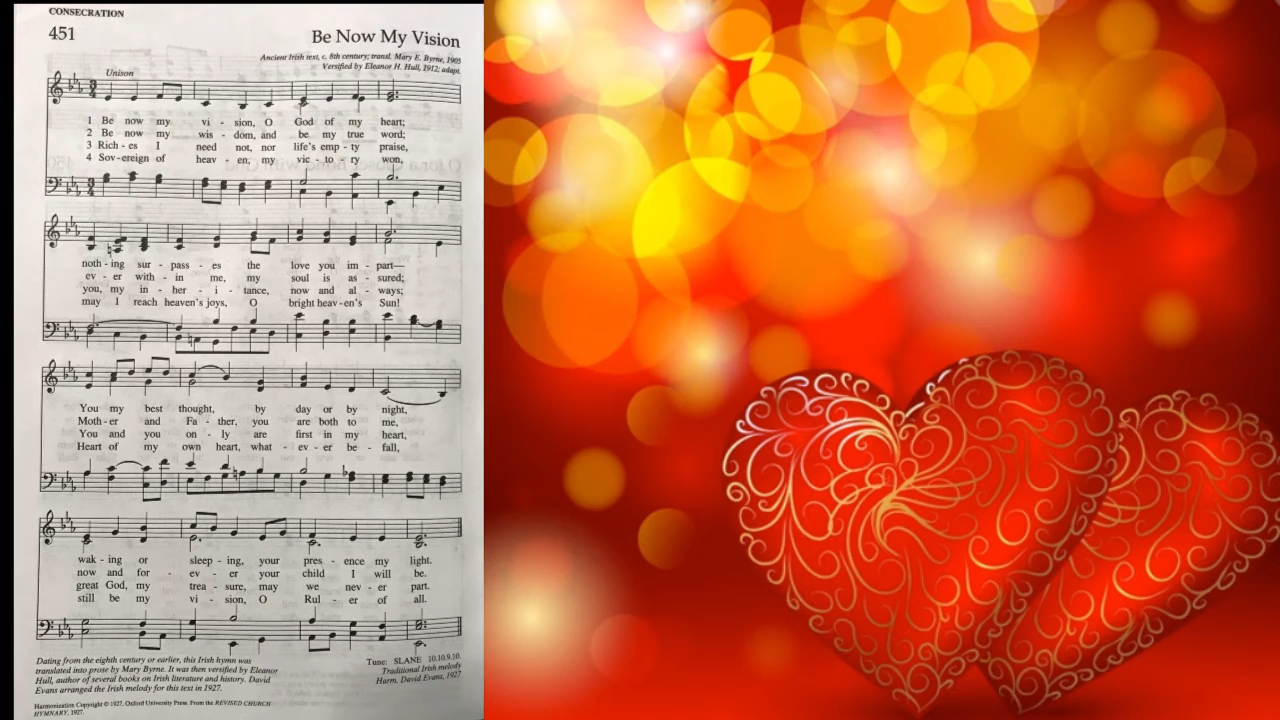 CONSECRATION
451
Be Now My Vision
Ancient Irish text, c. 8th century; transl. Mary E. Byrne, 1905
Versified by Eleanor H. Hull, 1912; adapt.
Unison
1 Be now my vi - sion, O God of my heart;
2 Be now my wis - dom, and be my true word;
3 Rich - es I need not, nor life's emp - ty praise,
4 Sov - ereign of heav - en, my vic - to - ry won,
noth - ing sur - pass - es the love you im - part—
ev - er with - in me, my soul is as - sured;
you, my in - her - i - tance, now and al - ways;
may I reach heaven's joys, O bright heav - en's Sun!
You my best thought, by day or by night,
Moth - er and Fa - ther, you are both to me,
You and you on - ly are first in my heart,
Heart of my own heart, what - ev - er be - fall,
wak - ing or sleep - ing, your pres - ence my light.
now and for - ev - er your child I will be.
great God, my trea - sure, may we nev - er part.
still be my vi - sion, O Rul - er of all.
Dating from the eighth century or earlier, this Irish hymn was
translated into prose by Mary Byrne. It was then versified by Eleanor
Hull, author of several books on Irish literature and history. David
Evans arranged the Irish melody for this text in 1927.
Tune: SLANE 10.10.9.10.
Traditional Irish melody
Harm. David Evans, 1927
Harmonization Copyright © 1927, Oxford University Press. From the REVISED CHURCH
HYMNARY, 1927.